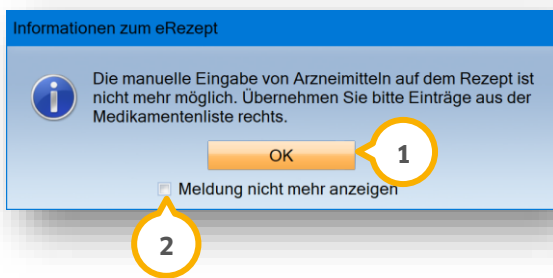 Informationen zum eRezept
Die manuelle Eingabe von Arzneimitteln auf dem Rezept ist
nicht mehr möglich. Übernehmen Sie bitte Einträge aus der
Medikamentenliste rechts.
OK
1
Meldung nicht mehr anzeigen
2